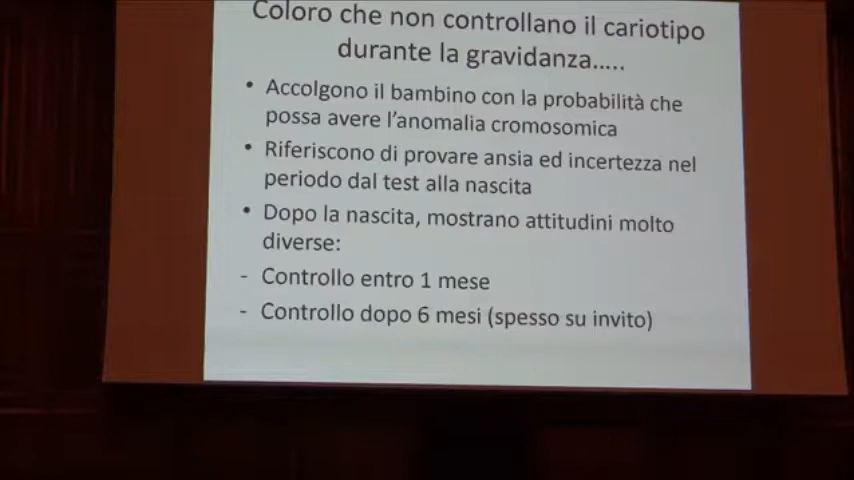 Coloro che non controllano il cariotipo
durante la gravidanza.....
• Accolgono il bambino con la probabilità che
possa avere l'anomalia cromosomica
• Riferiscono di provare ansia ed incertezza nel
periodo dal test alla nascita
• Dopo la nascita, mostrano attitudini molto
diverse:
- Controllo entro 1 mese
- Controllo dopo 6 mesi (spesso su invito)